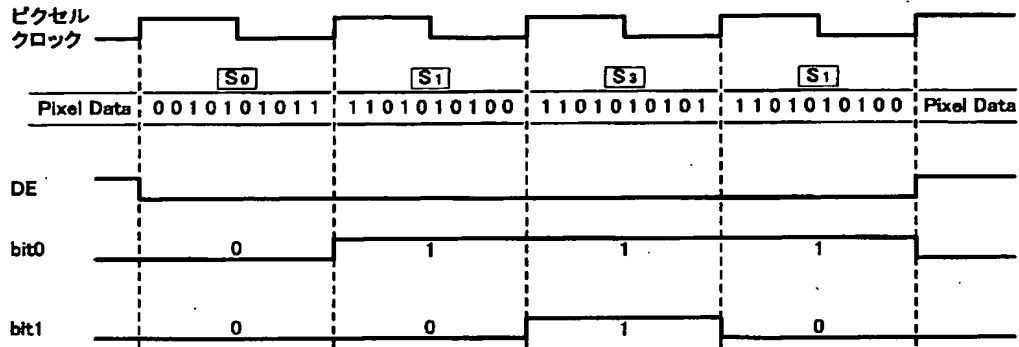 ピクセル
クロック
S0 S1 S3 S1
Pixel Data 0010101011 1101010100 1101010101 1101010100 Pixel Data
DE
bit0 0 1 1 1
bit1 0 0 1 0